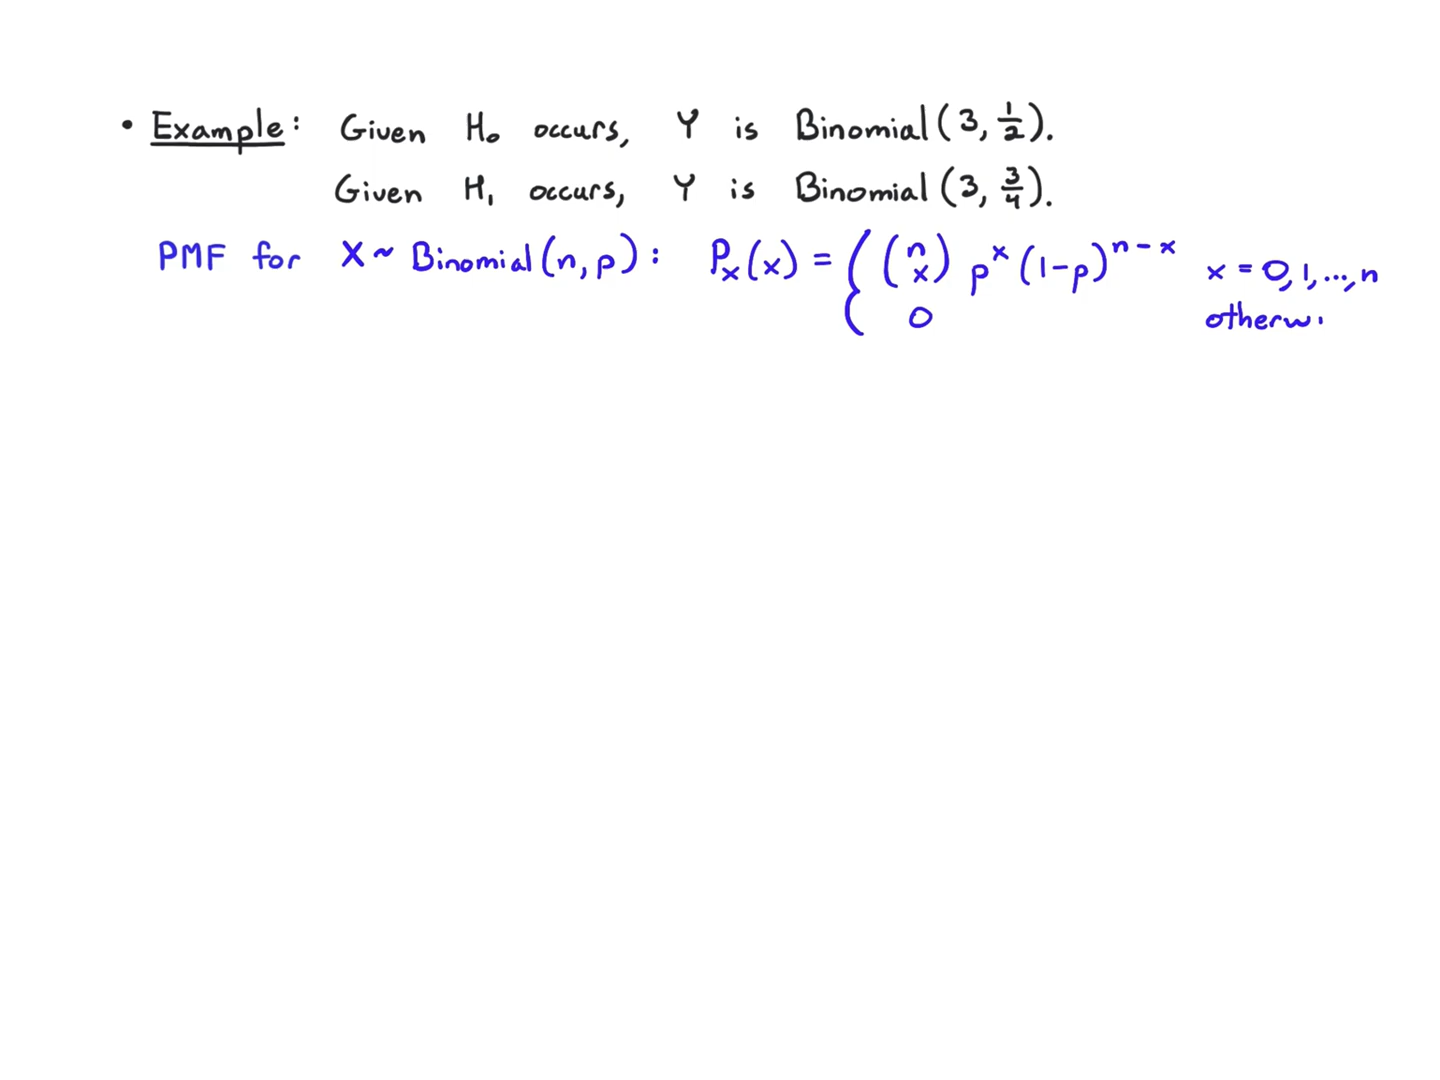 • Example: Given H₀ occurs, Y is Binomial(3, 1/2).
Given H₁ occurs, Y is Binomial(3, 3/4).
PMF for X ~ Binomial(n, p): Pₓ(x) = { (n x) pˣ(1-p)ⁿ⁻ˣ x = 0, 1, ..., n
0 otherwi